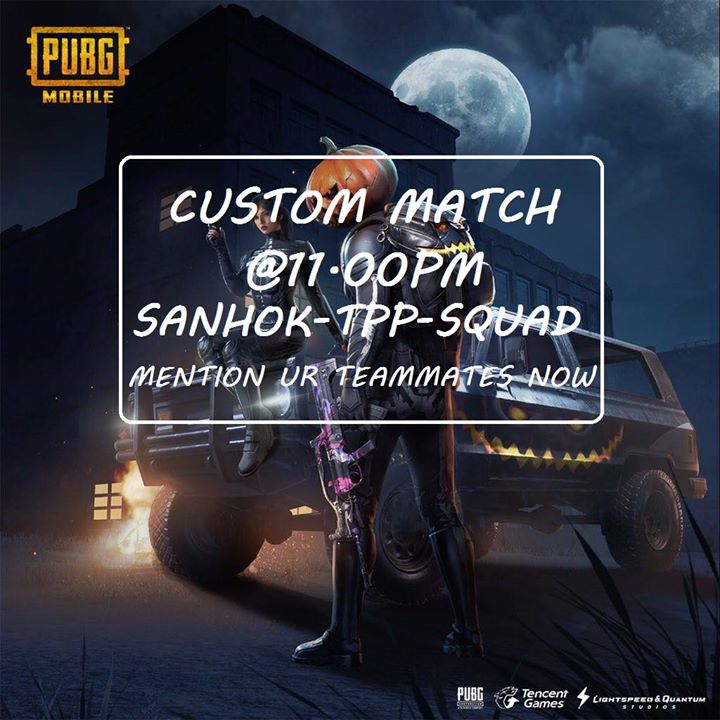 PUBG
MOBILE
CUSTOM MATCH
@11.00PM
SANHOK-TPP-SQUAD
MENTION UR TEAMMATES NOW
PUBG
Tencent
Games
LIGHTSPEED & QUANTUM
STUDIOS